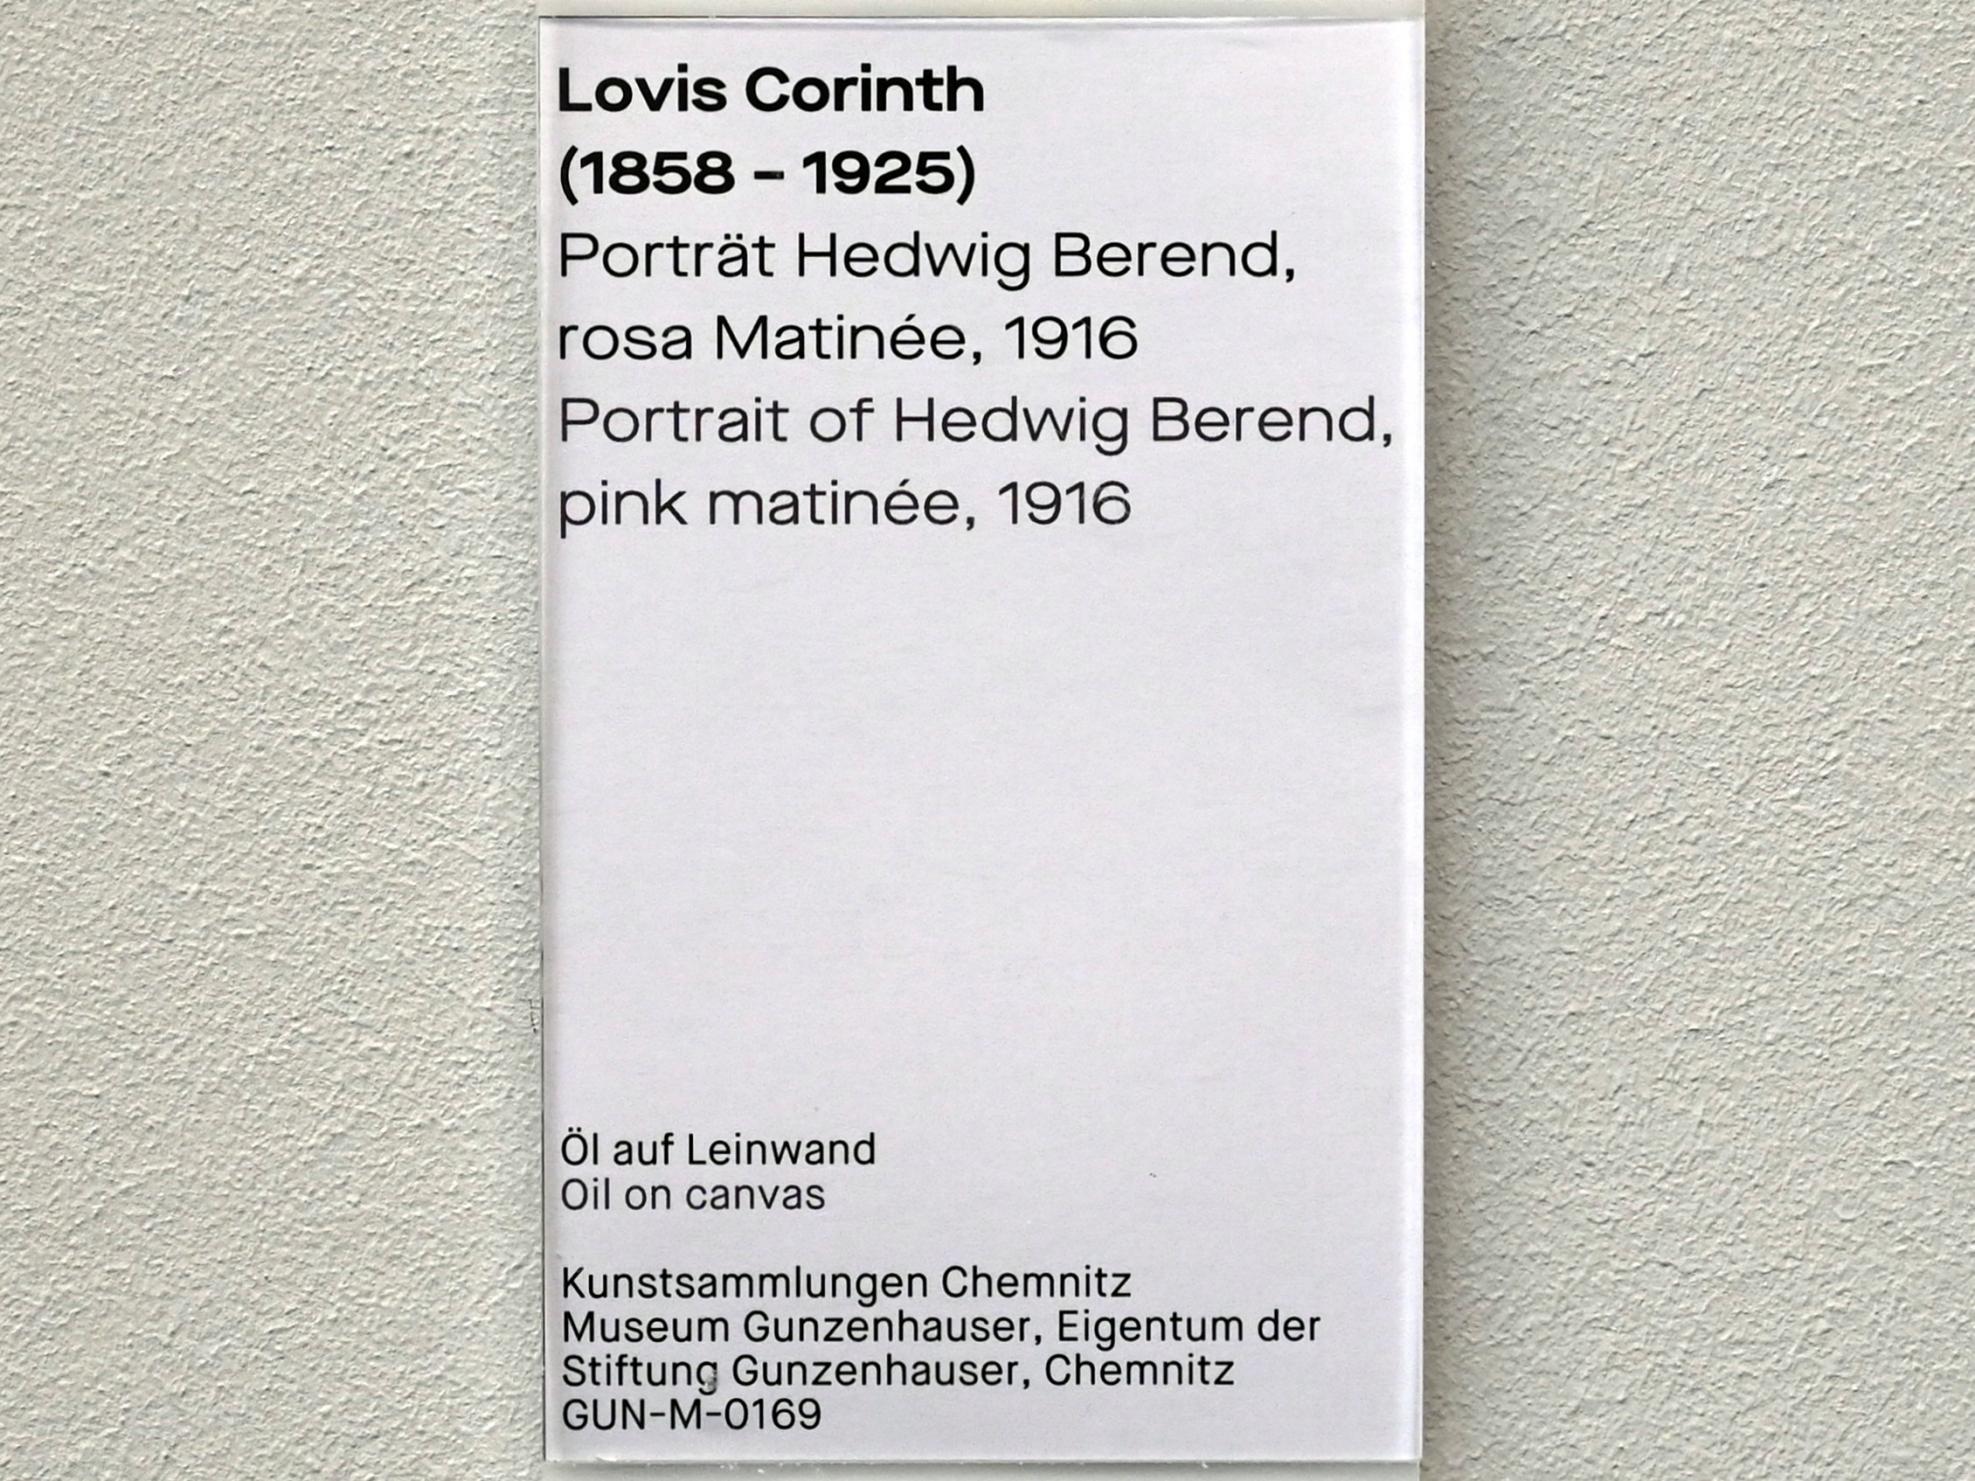 Lovis Corinth
(1858 – 1925)
Porträt Hedwig Berend,
rosa Matinée, 1916
Portrait of Hedwig Berend,
pink matinée, 1916
Öl auf Leinwand
Oil on canvas
Kunstsammlungen Chemnitz
Museum Gunzenhauser, Eigentum der
Stiftung Gunzenhauser, Chemnitz
GUN-M-0169